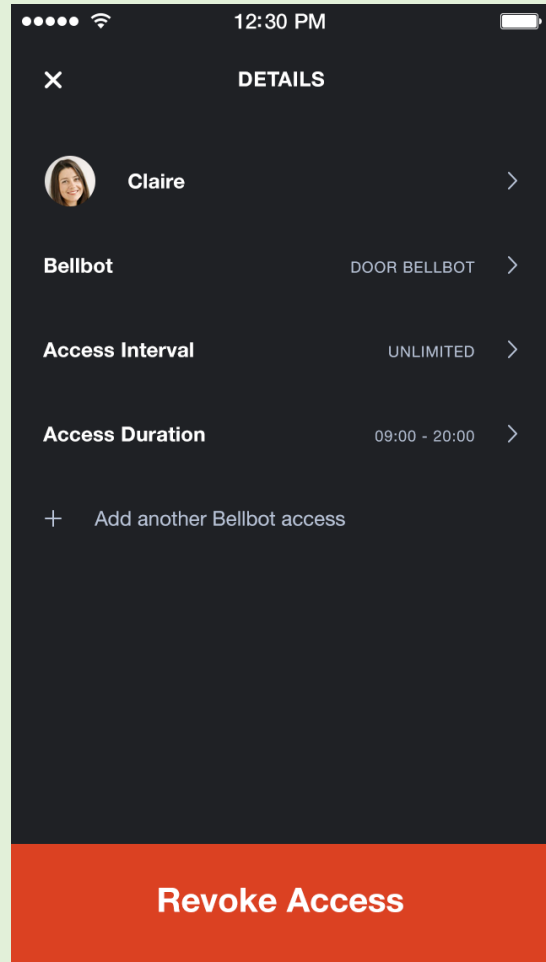 12:30 PM
DETAILS
Claire
Bellbot DOOR BELLBOT
Access Interval UNLIMITED
Access Duration 09:00 - 20:00
+ Add another Bellbot access
Revoke Access